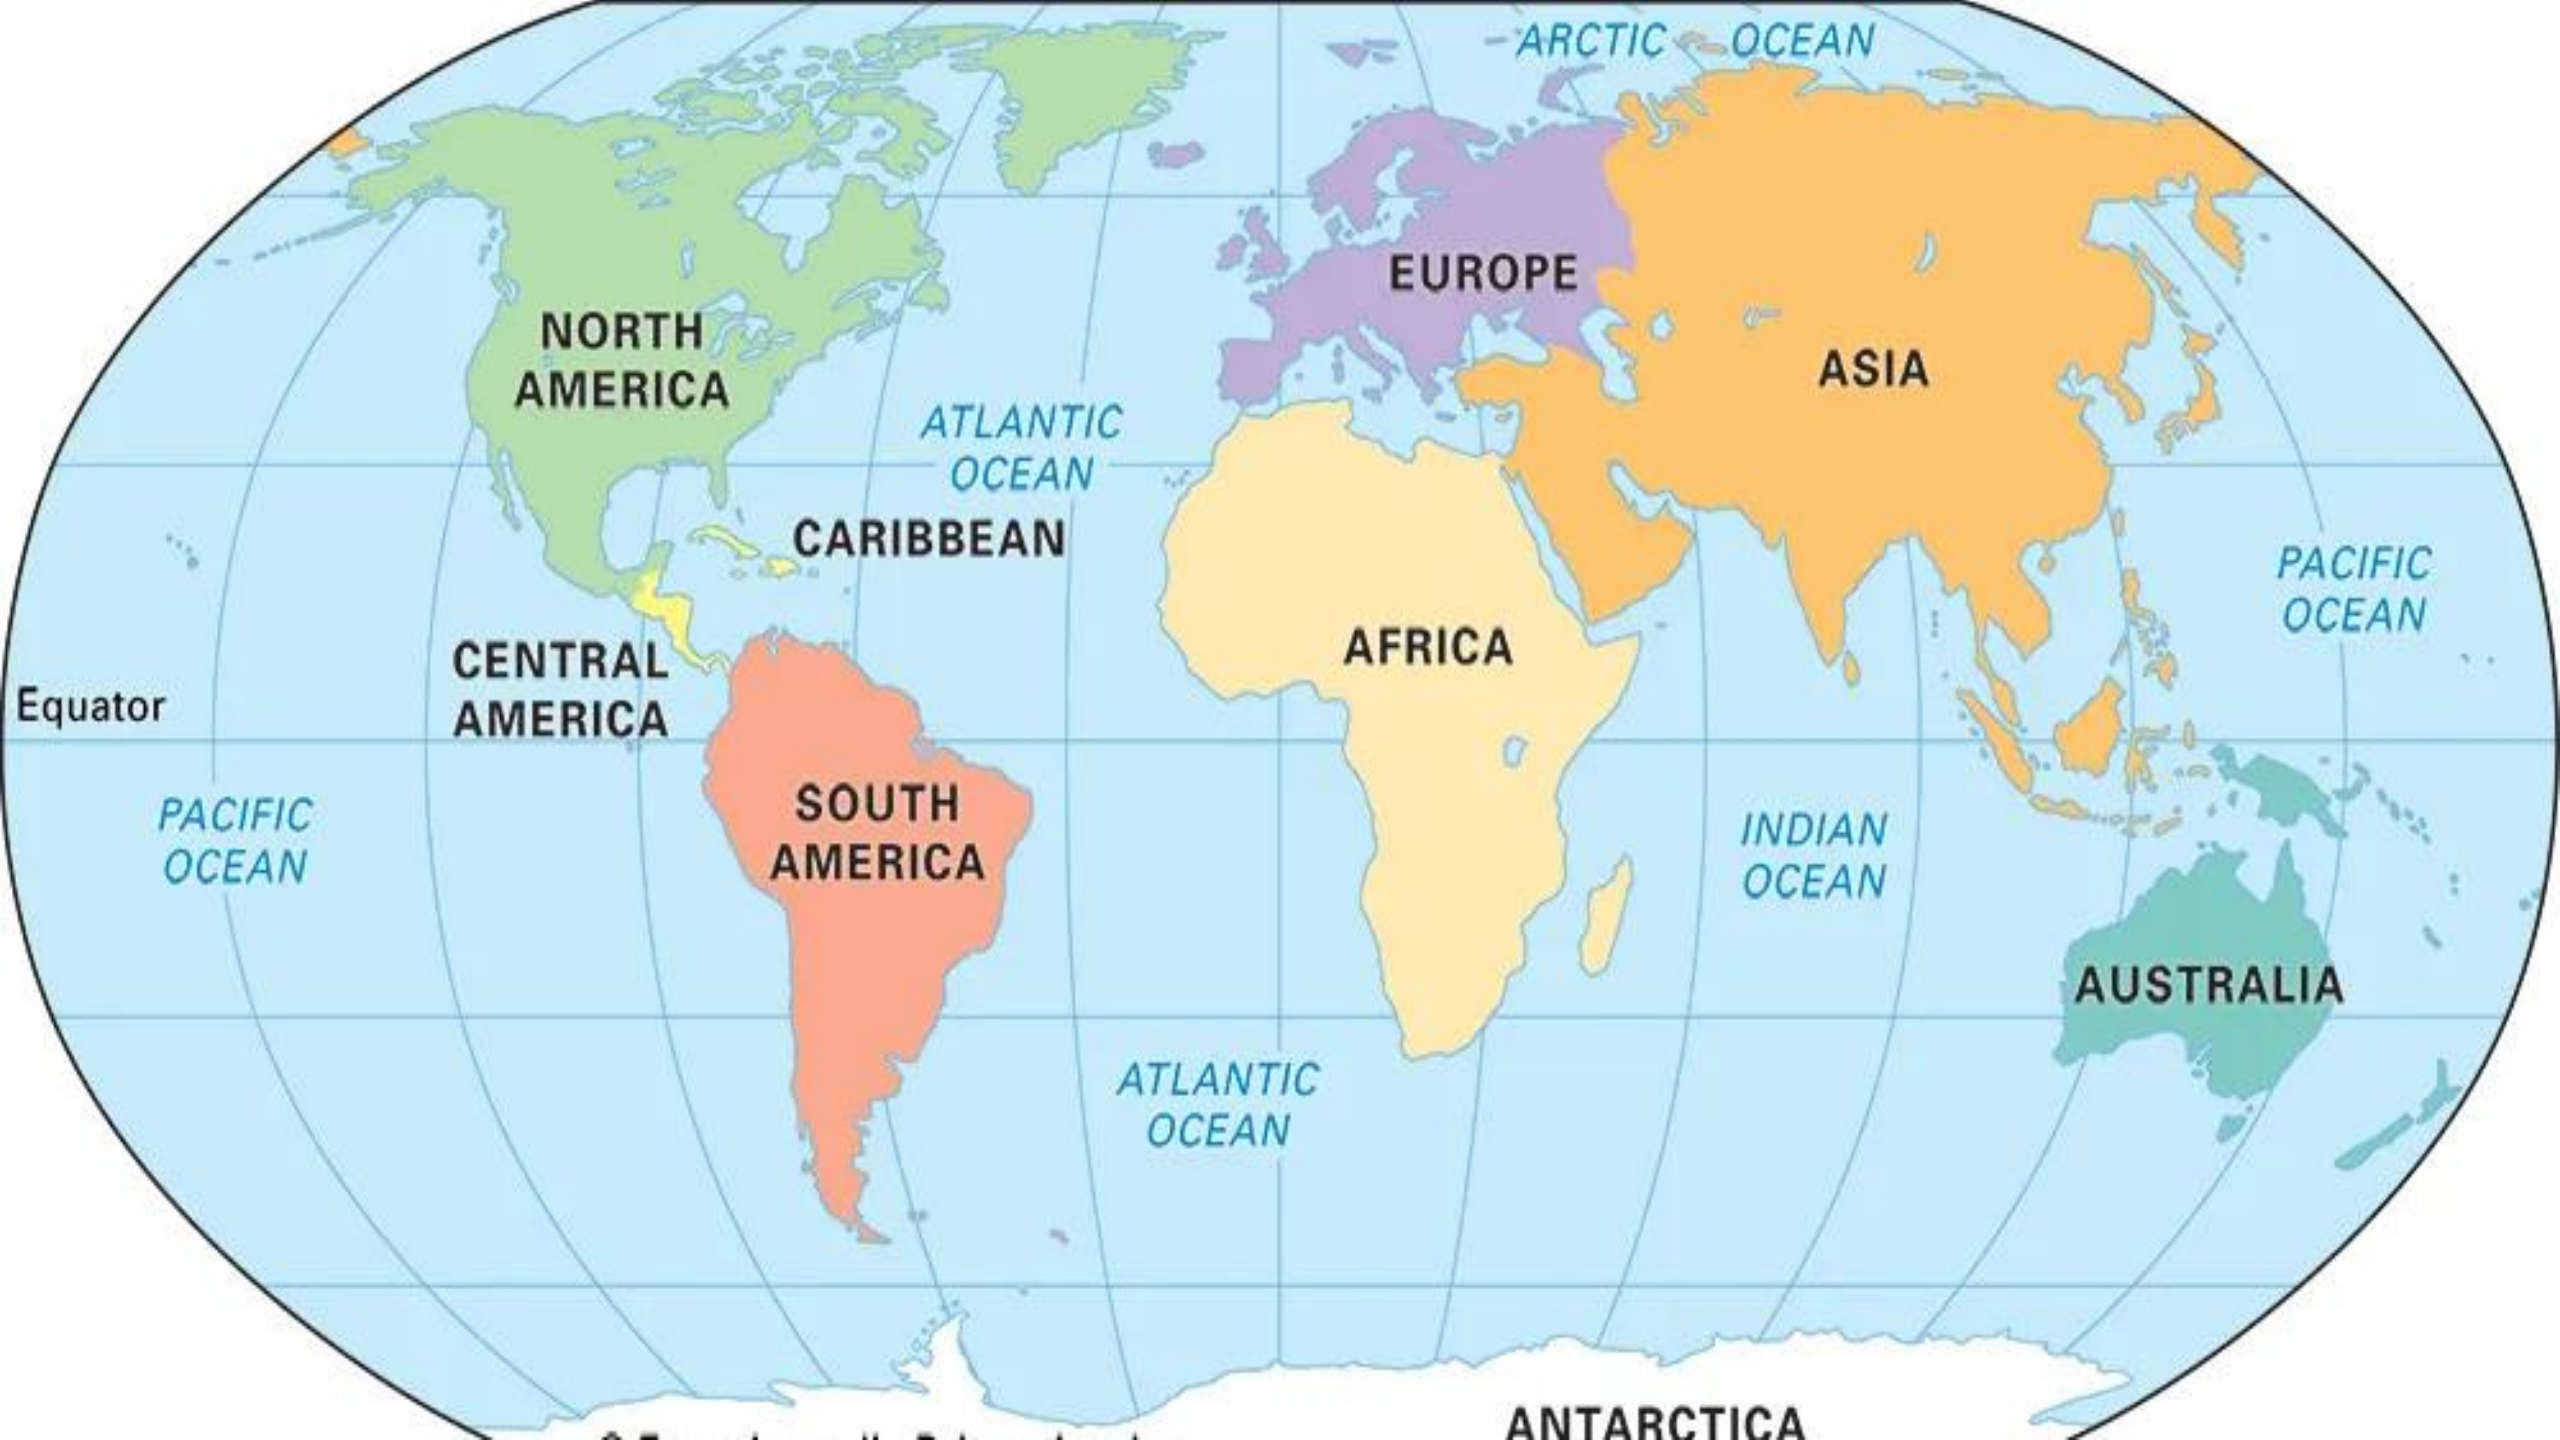 ARCTIC OCEAN
EUROPE
NORTH
AMERICA
ASIA
ATLANTIC
OCEAN
CARIBBEAN
PACIFIC
OCEAN
AFRICA
CENTRAL
AMERICA
Equator
SOUTH
AMERICA
PACIFIC
OCEAN
INDIAN
OCEAN
AUSTRALIA
ATLANTIC
OCEAN
ANTARCTICA